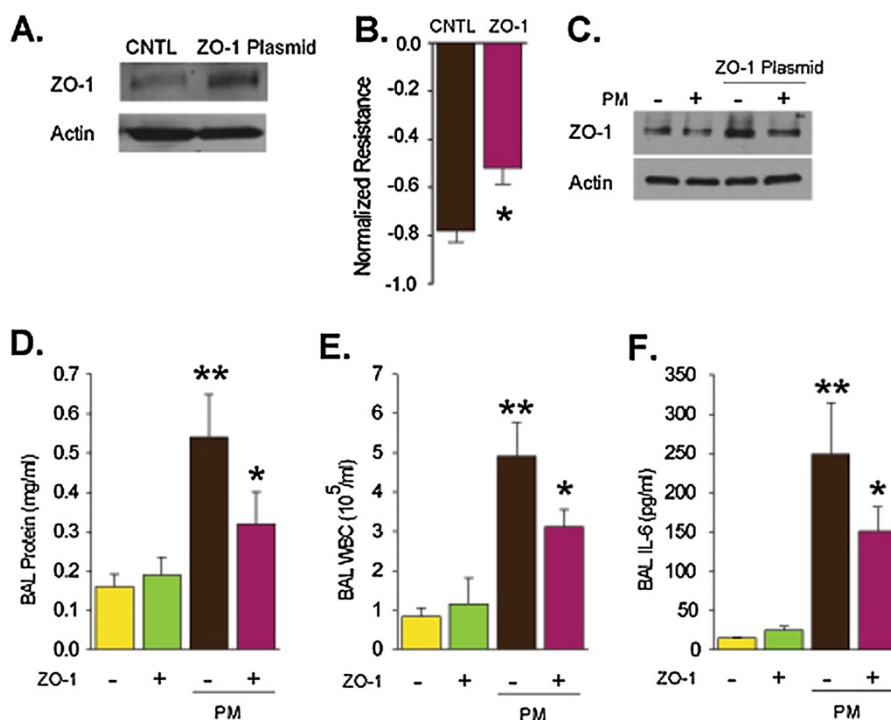 A.
CNTL ZO-1 Plasmid
ZO-1
Actin
B.
CNTL ZO-1
0.0
-0.2
-0.4
-0.6
-0.8
-1.0
Normalized Resistance
*
C.
ZO-1 Plasmid
PM - + - +
ZO-1
Actin
D.
0.7
0.6
0.5
0.4
0.3
0.2
0.1
0.0
BAL Protein (mg/ml)
**
*
ZO-1 - + - +
PM
E.
7
6
5
4
3
2
1
0
BAL WBC (10^5/ml)
**
*
ZO-1 - + - +
PM
F.
350
300
250
200
150
100
50
0
BAL IL-6 (pg/ml)
**
*
ZO-1 - + - +
PM